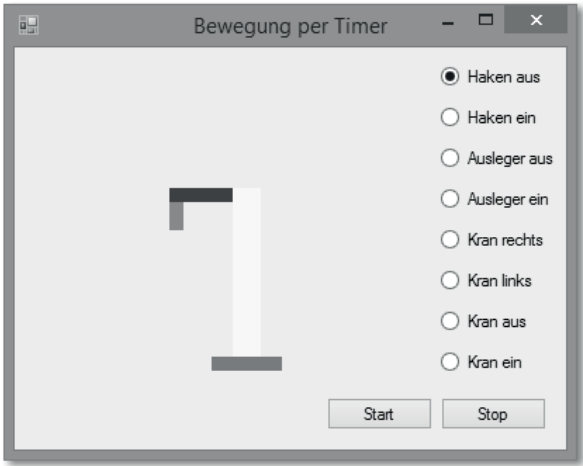 Bewegung per Timer
Haken aus
Haken ein
Ausleger aus
Ausleger ein
Kran rechts
Kran links
Kran aus
Kran ein
Start Stop